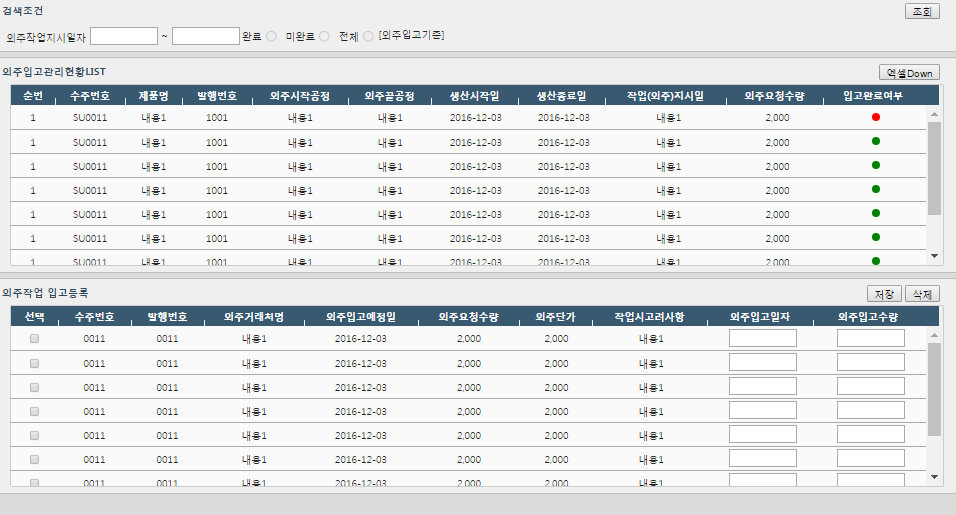 검색조건 조회
외주작업지시일자 ~ 완료 미완료 전체 [외주입고기준]
외주입고관리현황LIST 엑셀Down
순번 수주번호 제품명 발행번호 외주시작공정 외주끝공정 생산시작일 생산종료일 작업(외주)지시일 외주요청수량 입고완료여부
1 SU0011 내용1 1001 내용1 내용1 2016-12-03 2016-12-03 내용1 2,000
1 SU0011 내용1 1001 내용1 내용1 2016-12-03 2016-12-03 내용1 2,000
1 SU0011 내용1 1001 내용1 내용1 2016-12-03 2016-12-03 내용1 2,000
1 SU0011 내용1 1001 내용1 내용1 2016-12-03 2016-12-03 내용1 2,000
1 SU0011 내용1 1001 내용1 내용1 2016-12-03 2016-12-03 내용1 2,000
1 SU0011 내용1 1001 내용1 내용1 2016-12-03 2016-12-03 내용1 2,000
1 SU0011 내용1 1001 내용1 내용1 2016-12-03 2016-12-03 내용1 2,000
외주작업 입고등록 저장 삭제
선택 수주번호 발행번호 외주거래처명 외주입고예정일 외주요청수량 외주단가 작업시고려사항 외주입고일자 외주입고수량
0011 0011 내용1 2016-12-03 2,000 2,000 내용1
0011 0011 내용1 2016-12-03 2,000 2,000 내용1
0011 0011 내용1 2016-12-03 2,000 2,000 내용1
0011 0011 내용1 2016-12-03 2,000 2,000 내용1
0011 0011 내용1 2016-12-03 2,000 2,000 내용1
0011 0011 내용1 2016-12-03 2,000 2,000 내용1
0011 0011 내용1 2016-12-03 2,000 2,000 내용1